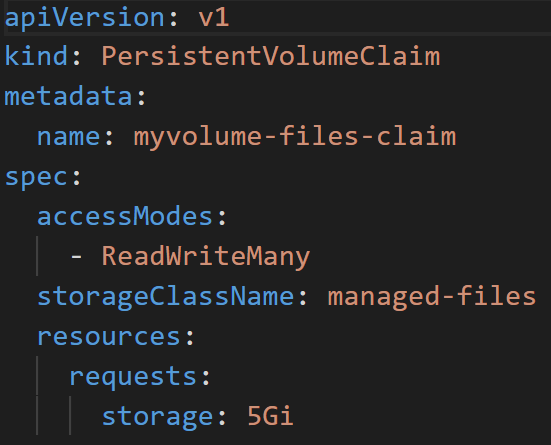 apiVersion: v1
kind: PersistentVolumeClaim
metadata:
  name: myvolume-files-claim
spec:
  accessModes:
    - ReadWriteMany
  storageClassName: managed-files
  resources:
    requests:
      storage: 5Gi